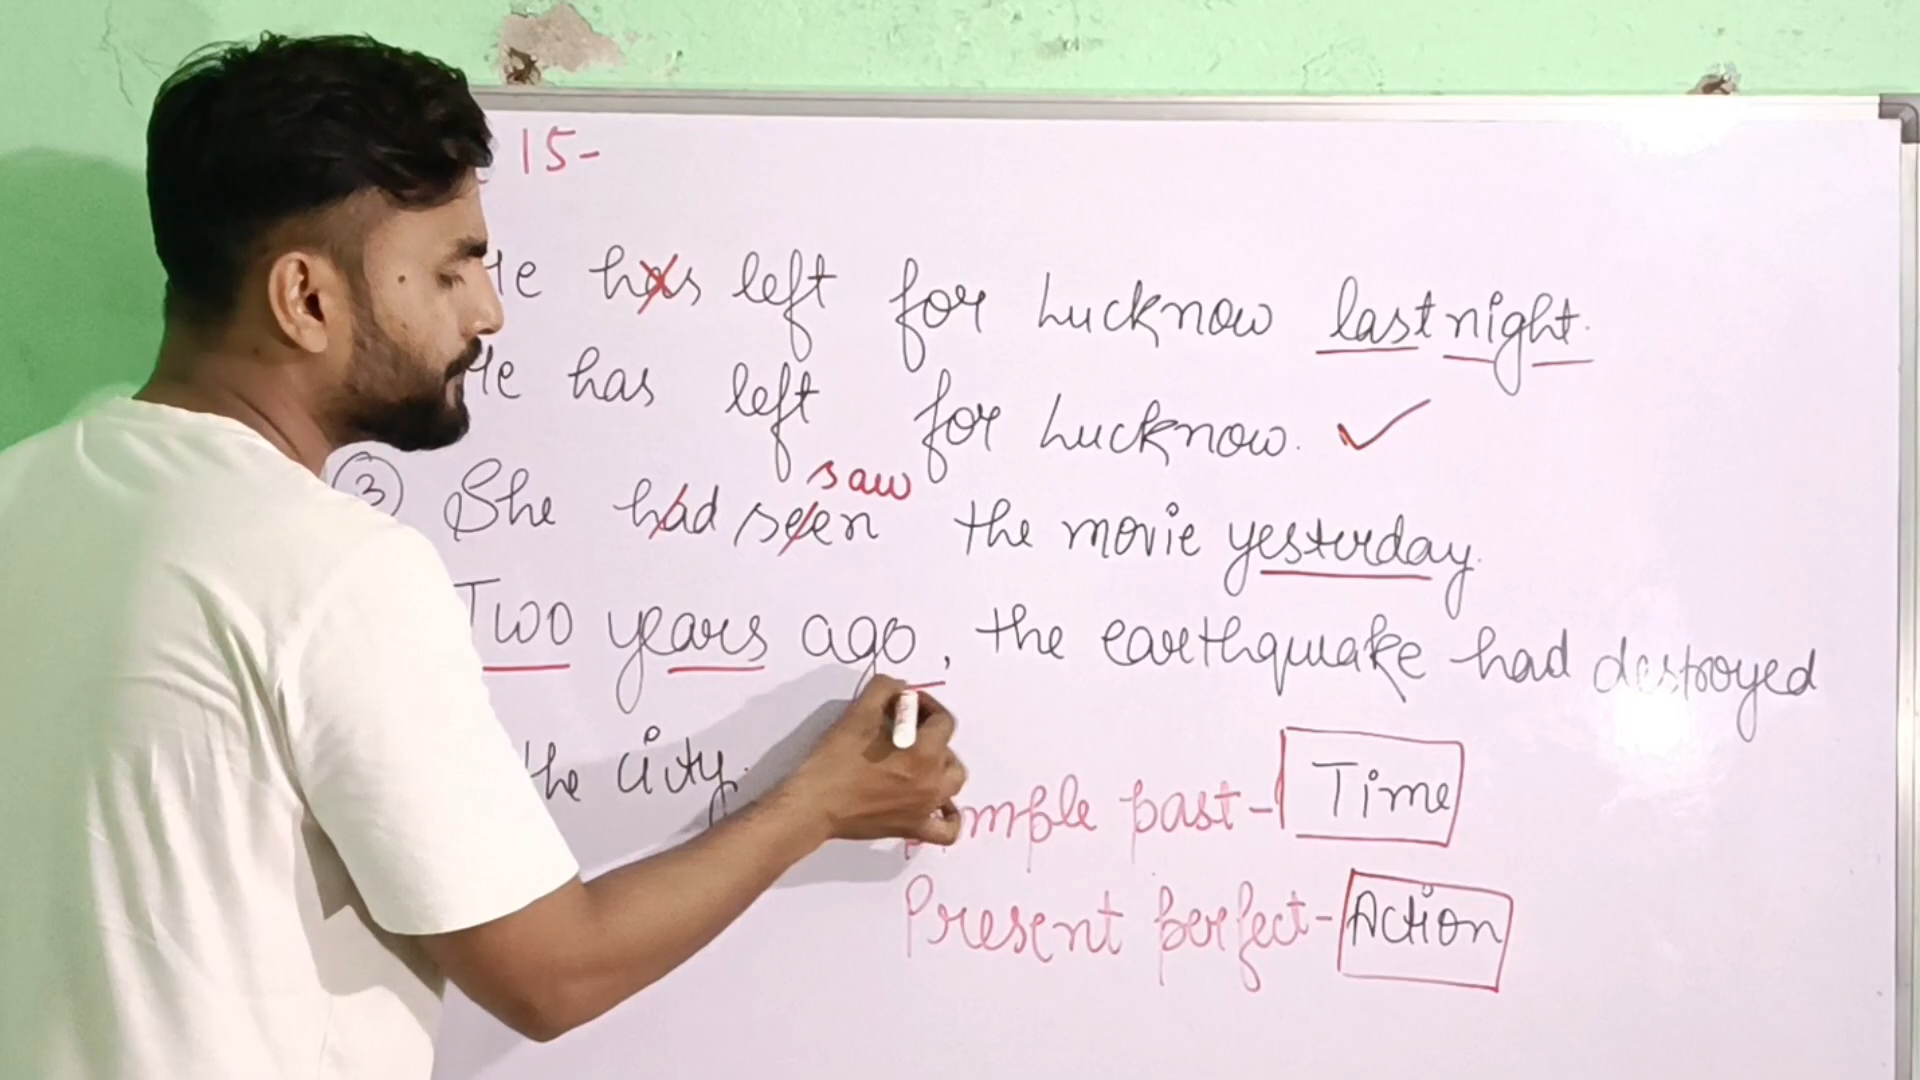 15-
He has left for Lucknow last night.
He has left for Lucknow. ✓
saw
③ She had seen the movie yesterday.
Two years ago, the earthquake had destroyed
the city.
Simple past- Time
Present perfect- Action